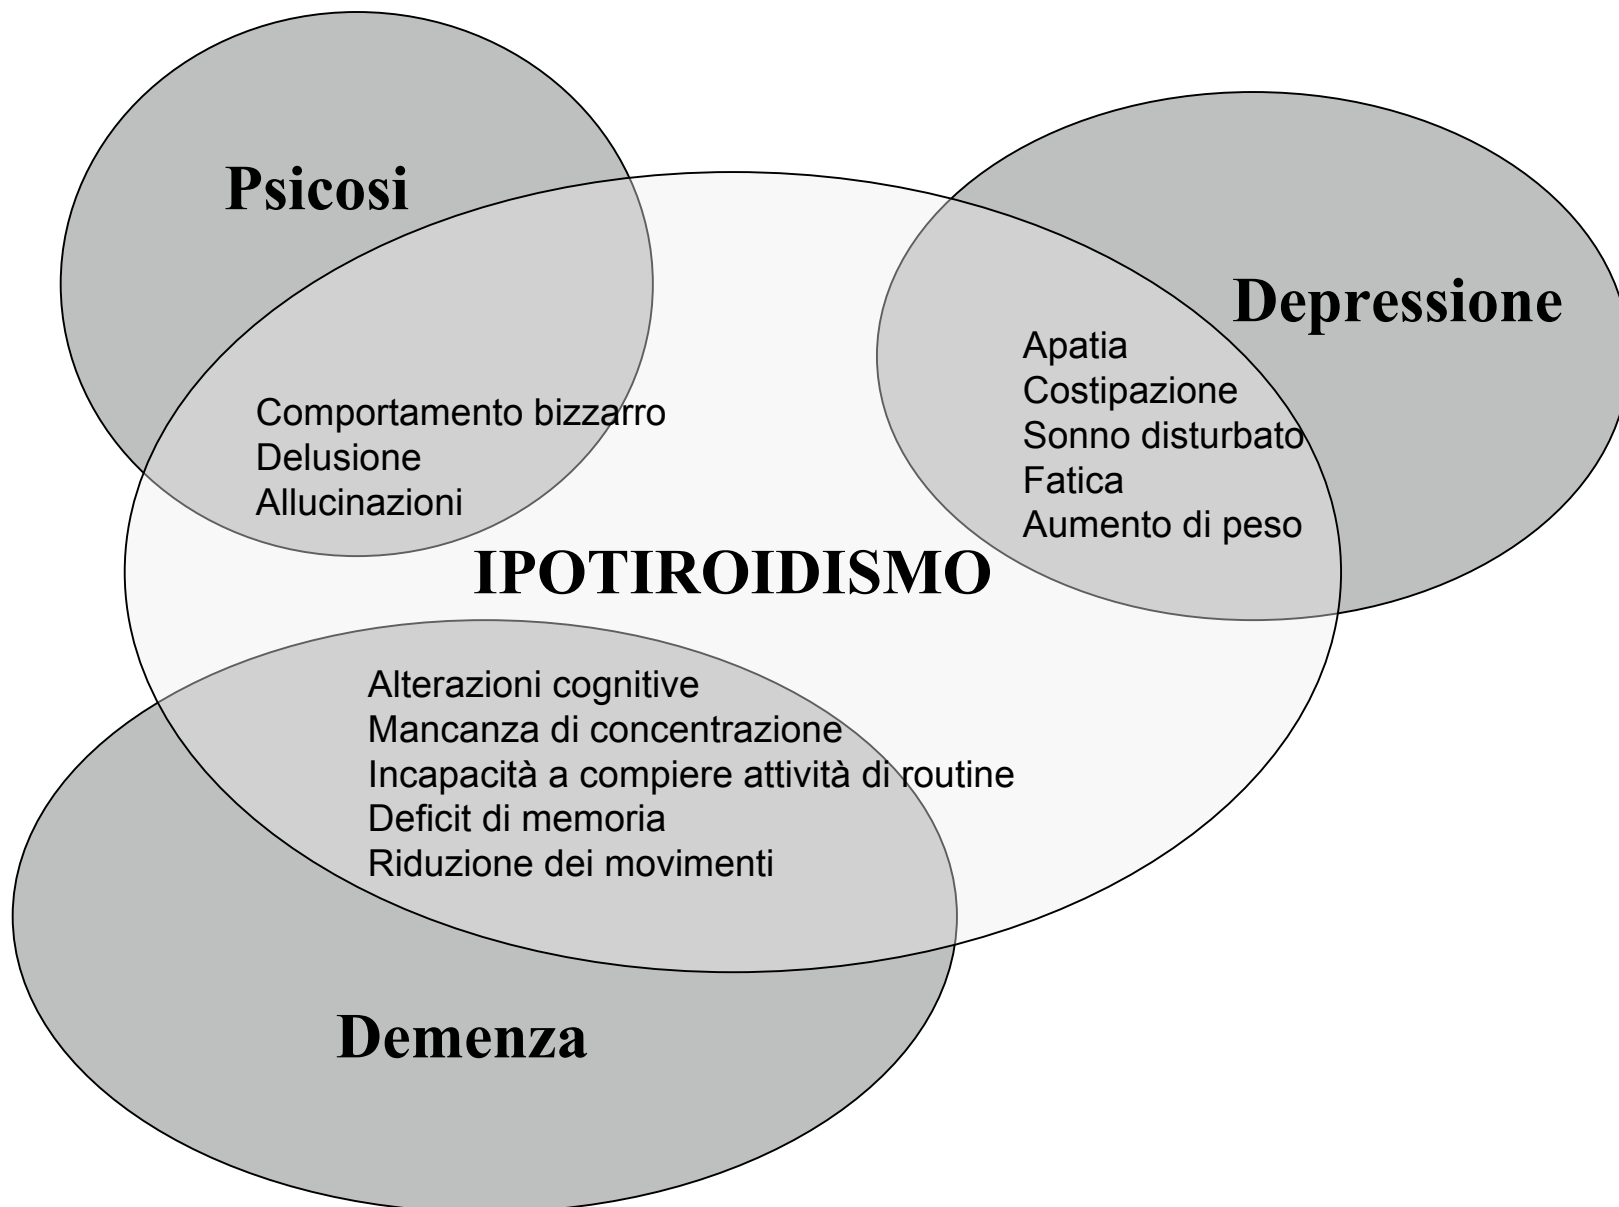 Psicosi
Depressione
Apatia
Costipazione
Sonno disturbato
Fatica
Aumento di peso
Comportamento bizzarro
Delusione
Allucinazioni
IPOTIROIDISMO
Alterazioni cognitive
Mancanza di concentrazione
Incapacità a compiere attività di routine
Deficit di memoria
Riduzione dei movimenti
Demenza